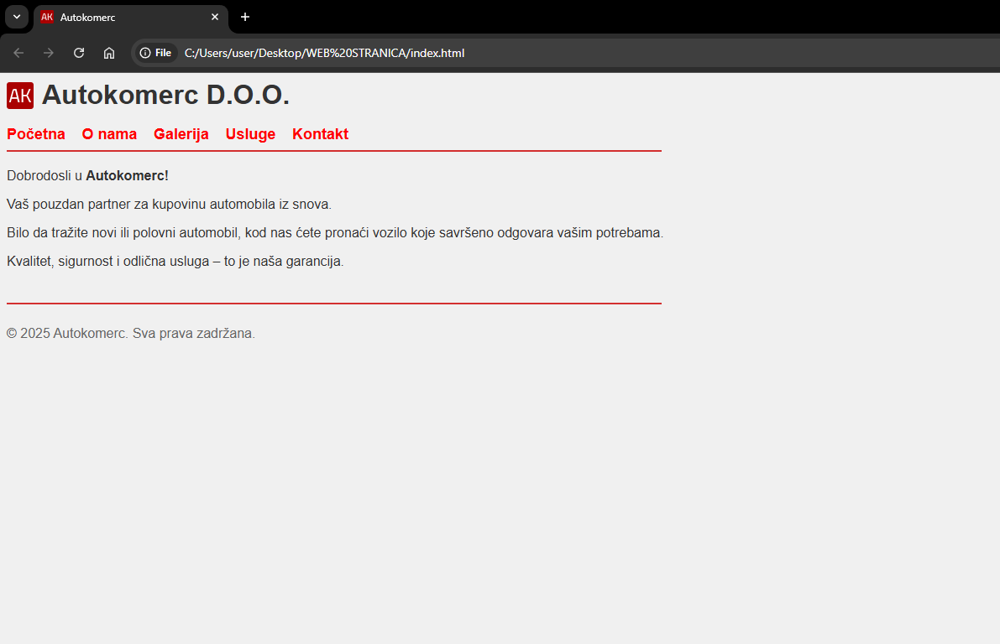 AK Autokomerc
File C:/Users/user/Desktop/WEB%20STRANICA/index.html
AK Autokomerc D.O.O.
Početna O nama Galerija Usluge Kontakt
Dobrodosli u Autokomerc!
Vaš pouzdan partner za kupovinu automobila iz snova.
Bilo da tražite novi ili polovni automobil, kod nas ćete pronaći vozilo koje savršeno odgovara vašim potrebama.
Kvalitet, sigurnost i odlična usluga – to je naša garancija.
© 2025 Autokomerc. Sva prava zadržana.